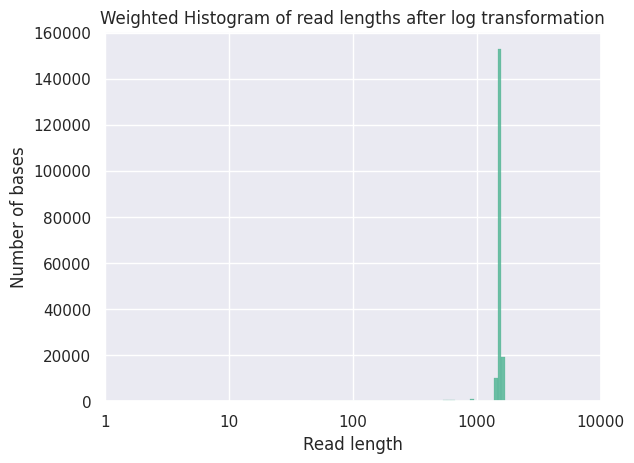 Weighted Histogram of read lengths after log transformation
160000
140000
120000
100000
80000
60000
40000
20000
0
Number of bases
1 10 100 1000 10000
Read length